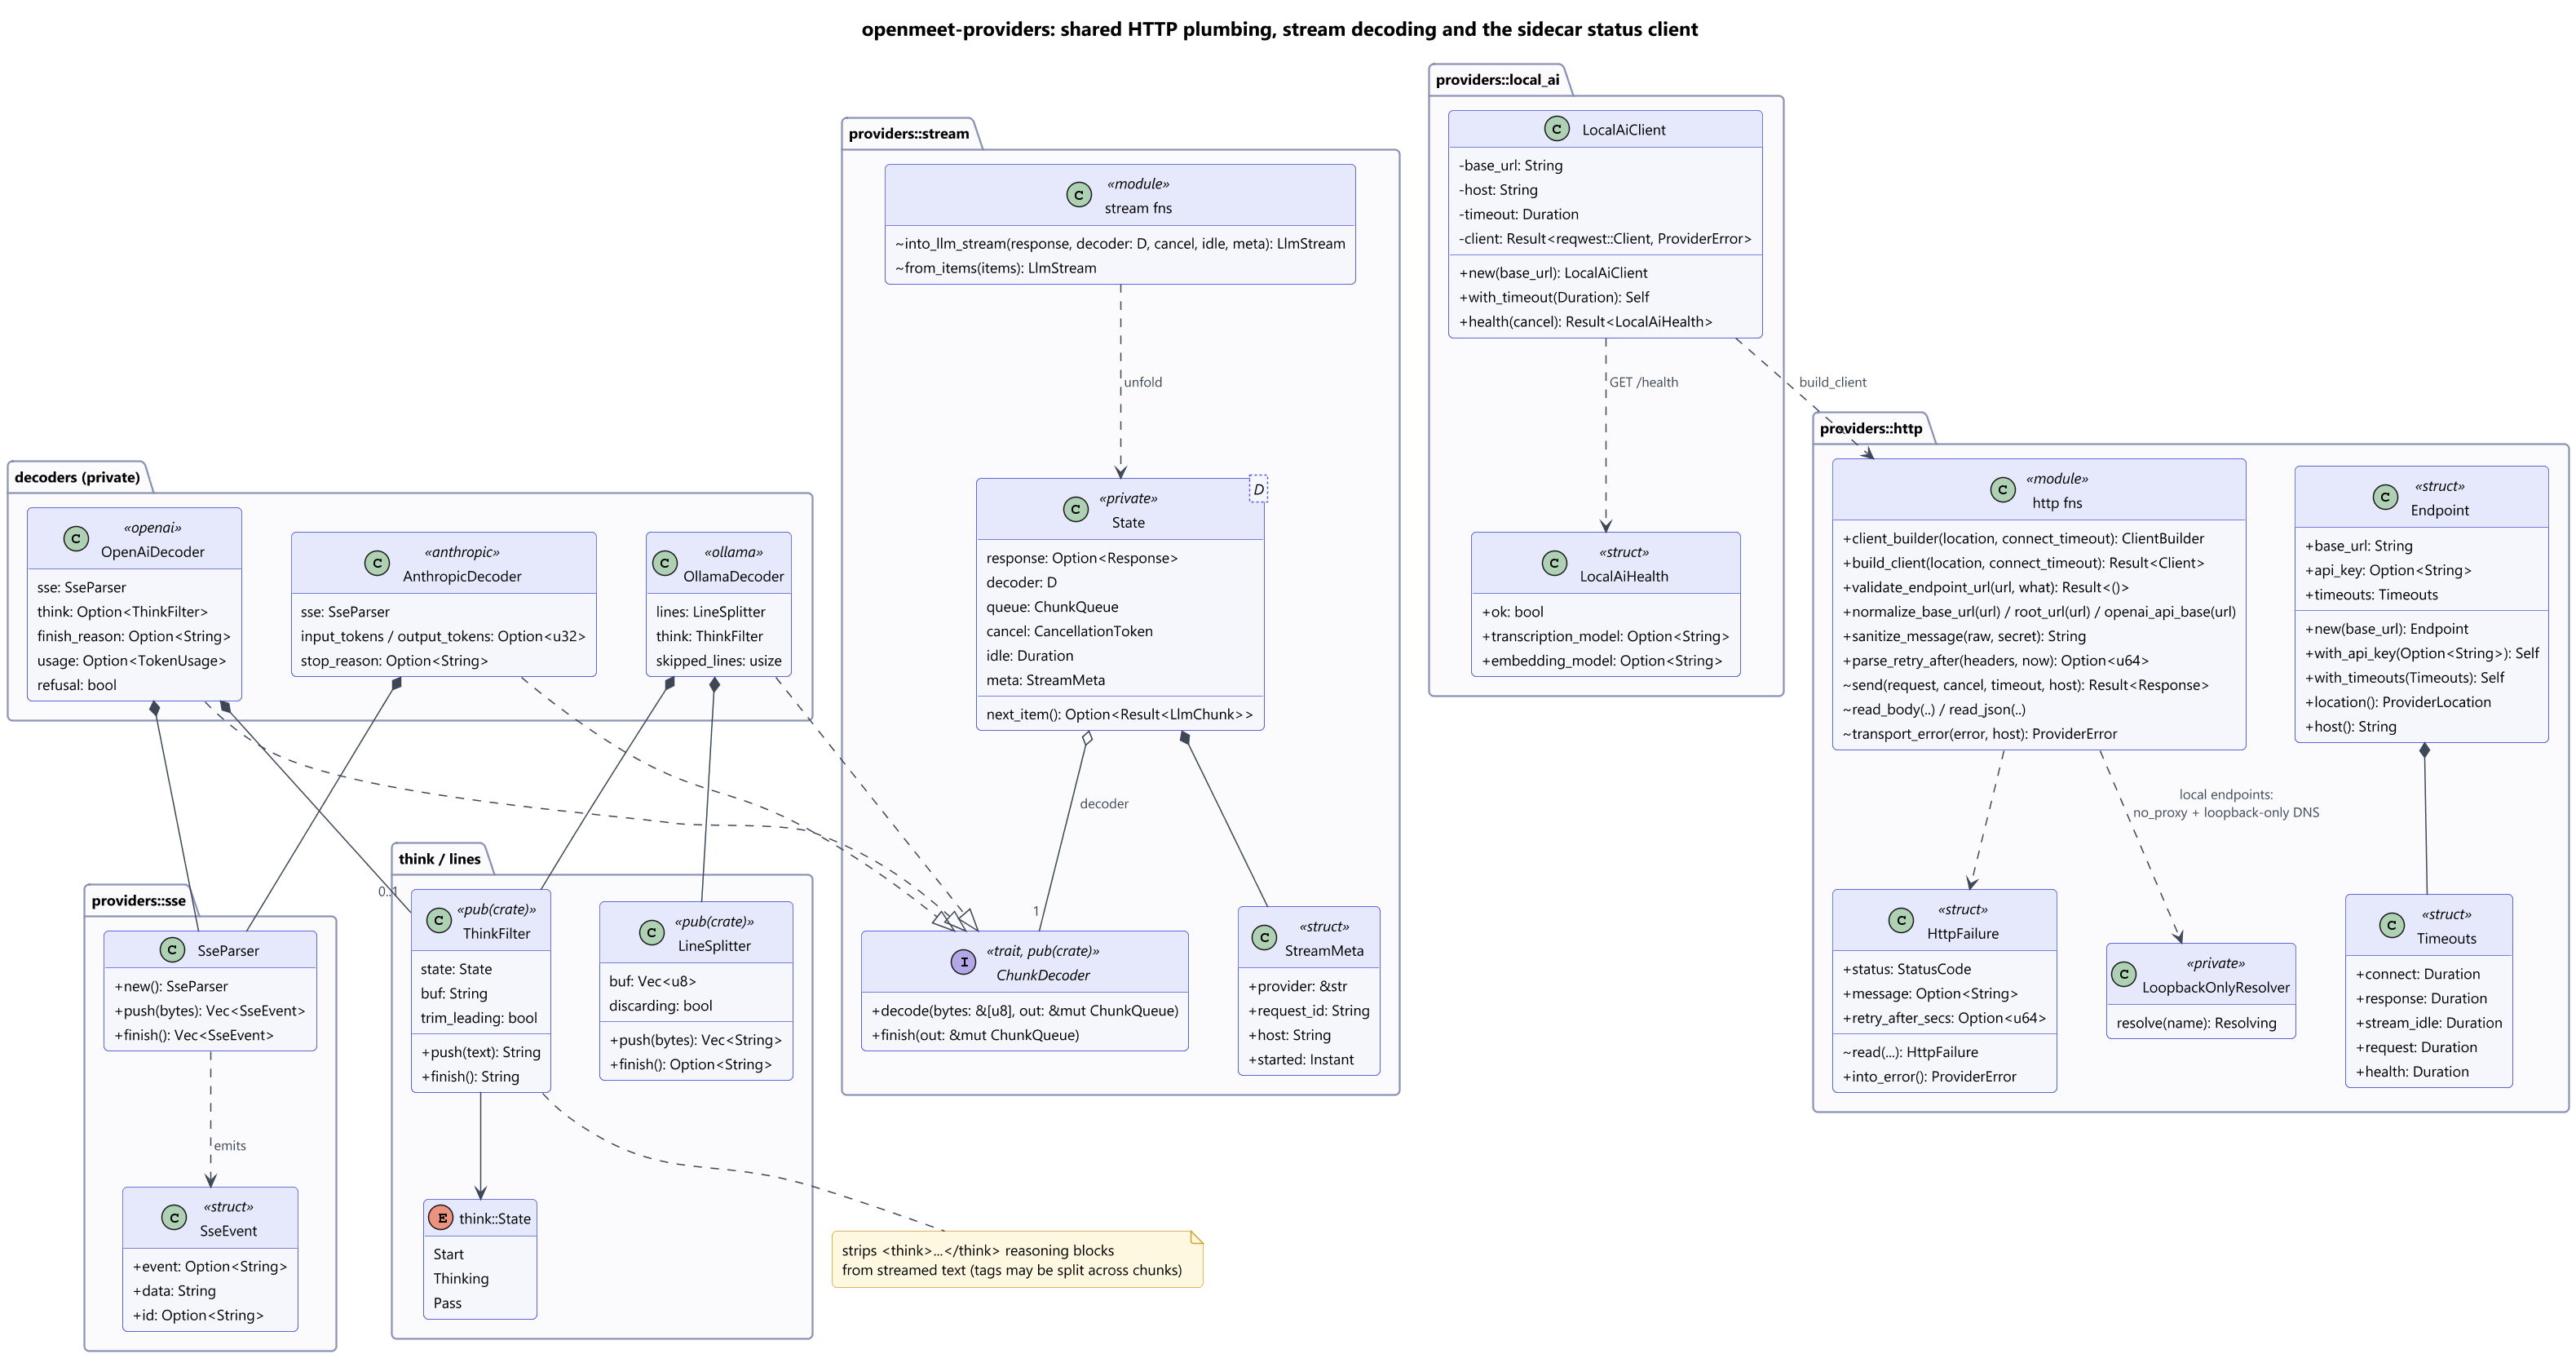 openmeet-providers: shared HTTP plumbing, stream decoding and the sidecar status client
providers::local_ai
C LocalAiClient
-base_url: String
-host: String
-timeout: Duration
-client: Result<reqwest::Client, ProviderError>
+new(base_url): LocalAiClient
+with_timeout(Duration): Self
+health(cancel): Result<LocalAiHealth>
GET /health
build_client
C «struct»
LocalAiHealth
+ok: bool
+transcription_model: Option<String>
+embedding_model: Option<String>
providers::stream
C «module»
stream fns
~into_llm_stream(response, decoder: D, cancel, idle, meta): LlmStream
~from_items(items): LlmStream
unfold
D
C «private»
State
response: Option<Response>
decoder: D
queue: ChunkQueue
cancel: CancellationToken
idle: Duration
meta: StreamMeta
next_item(): Option<Result<LlmChunk>>
decoder
1
I «trait, pub(crate)»
ChunkDecoder
+decode(bytes: &[u8], out: &mut ChunkQueue)
+finish(out: &mut ChunkQueue)
C «struct»
StreamMeta
+provider: &str
+request_id: String
+host: String
+started: Instant
providers::http
C «module»
http fns
+client_builder(location, connect_timeout): ClientBuilder
+build_client(location, connect_timeout): Result<Client>
+validate_endpoint_url(url, what): Result<()>
+normalize_base_url(url) / root_url(url) / openai_api_base(url)
+sanitize_message(raw, secret): String
+parse_retry_after(headers, now): Option<u64>
~send(request, cancel, timeout, host): Result<Response>
~read_body(..) / read_json(..)
~transport_error(error, host): ProviderError
C «struct»
Endpoint
+base_url: String
+api_key: Option<String>
+timeouts: Timeouts
+new(base_url): Endpoint
+with_api_key(Option<String>): Self
+with_timeouts(Timeouts): Self
+location(): ProviderLocation
+host(): String
local endpoints:
no_proxy + loopback-only DNS
C «struct»
HttpFailure
+status: StatusCode
+message: Option<String>
+retry_after_secs: Option<u64>
~read(...): HttpFailure
+into_error(): ProviderError
C «private»
LoopbackOnlyResolver
resolve(name): Resolving
C «struct»
Timeouts
+connect: Duration
+response: Duration
+stream_idle: Duration
+request: Duration
+health: Duration
decoders (private)
C «openai»
OpenAiDecoder
sse: SseParser
think: Option<ThinkFilter>
finish_reason: Option<String>
usage: Option<TokenUsage>
refusal: bool
C «anthropic»
AnthropicDecoder
sse: SseParser
input_tokens / output_tokens: Option<u32>
stop_reason: Option<String>
C «ollama»
OllamaDecoder
lines: LineSplitter
think: ThinkFilter
skipped_lines: usize
0..1
providers::sse
C SseParser
+new(): SseParser
+push(bytes): Vec<SseEvent>
+finish(): Vec<SseEvent>
emits
C «struct»
SseEvent
+event: Option<String>
+data: String
+id: Option<String>
think / lines
C «pub(crate)»
ThinkFilter
state: State
buf: String
trim_leading: bool
+push(text): String
+finish(): String
C «pub(crate)»
LineSplitter
buf: Vec<u8>
discarding: bool
+push(bytes): Vec<String>
+finish(): Option<String>
E think::State
Start
Thinking
Pass
strips <think>...</think> reasoning blocks
from streamed text (tags may be split across chunks)